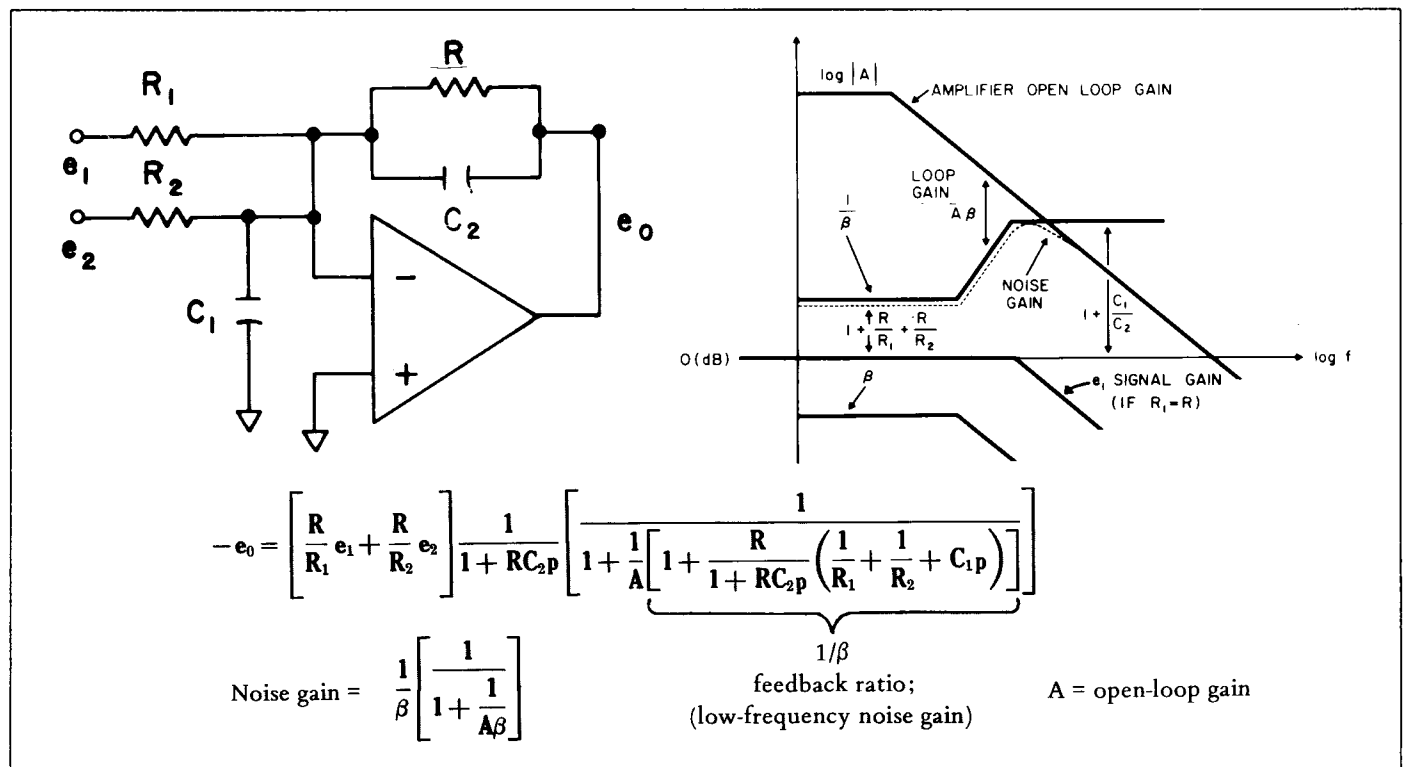 R
R₁
e₁
R₂
e₂
C₂
C₁
e₀
−
+
log |A|
AMPLIFIER OPEN LOOP GAIN
LOOP
GAIN
Aβ
1/β
NOISE
GAIN
1 + R/R₁ + R/R₂
1 + C₁/C₂
0 (dB)
log f
β
e₁ SIGNAL GAIN
(IF R₁=R)
−e₀ = [R/R₁ e₁ + R/R₂ e₂] 1/(1 + RC₂p) [1/(1 + 1/A [1 + R/(1 + RC₂p) (1/R₁ + 1/R₂ + C₁p)])]
1/β
feedback ratio;
(low-frequency noise gain)
Noise gain = 1/β [1/(1 + 1/(Aβ))]
A = open-loop gain